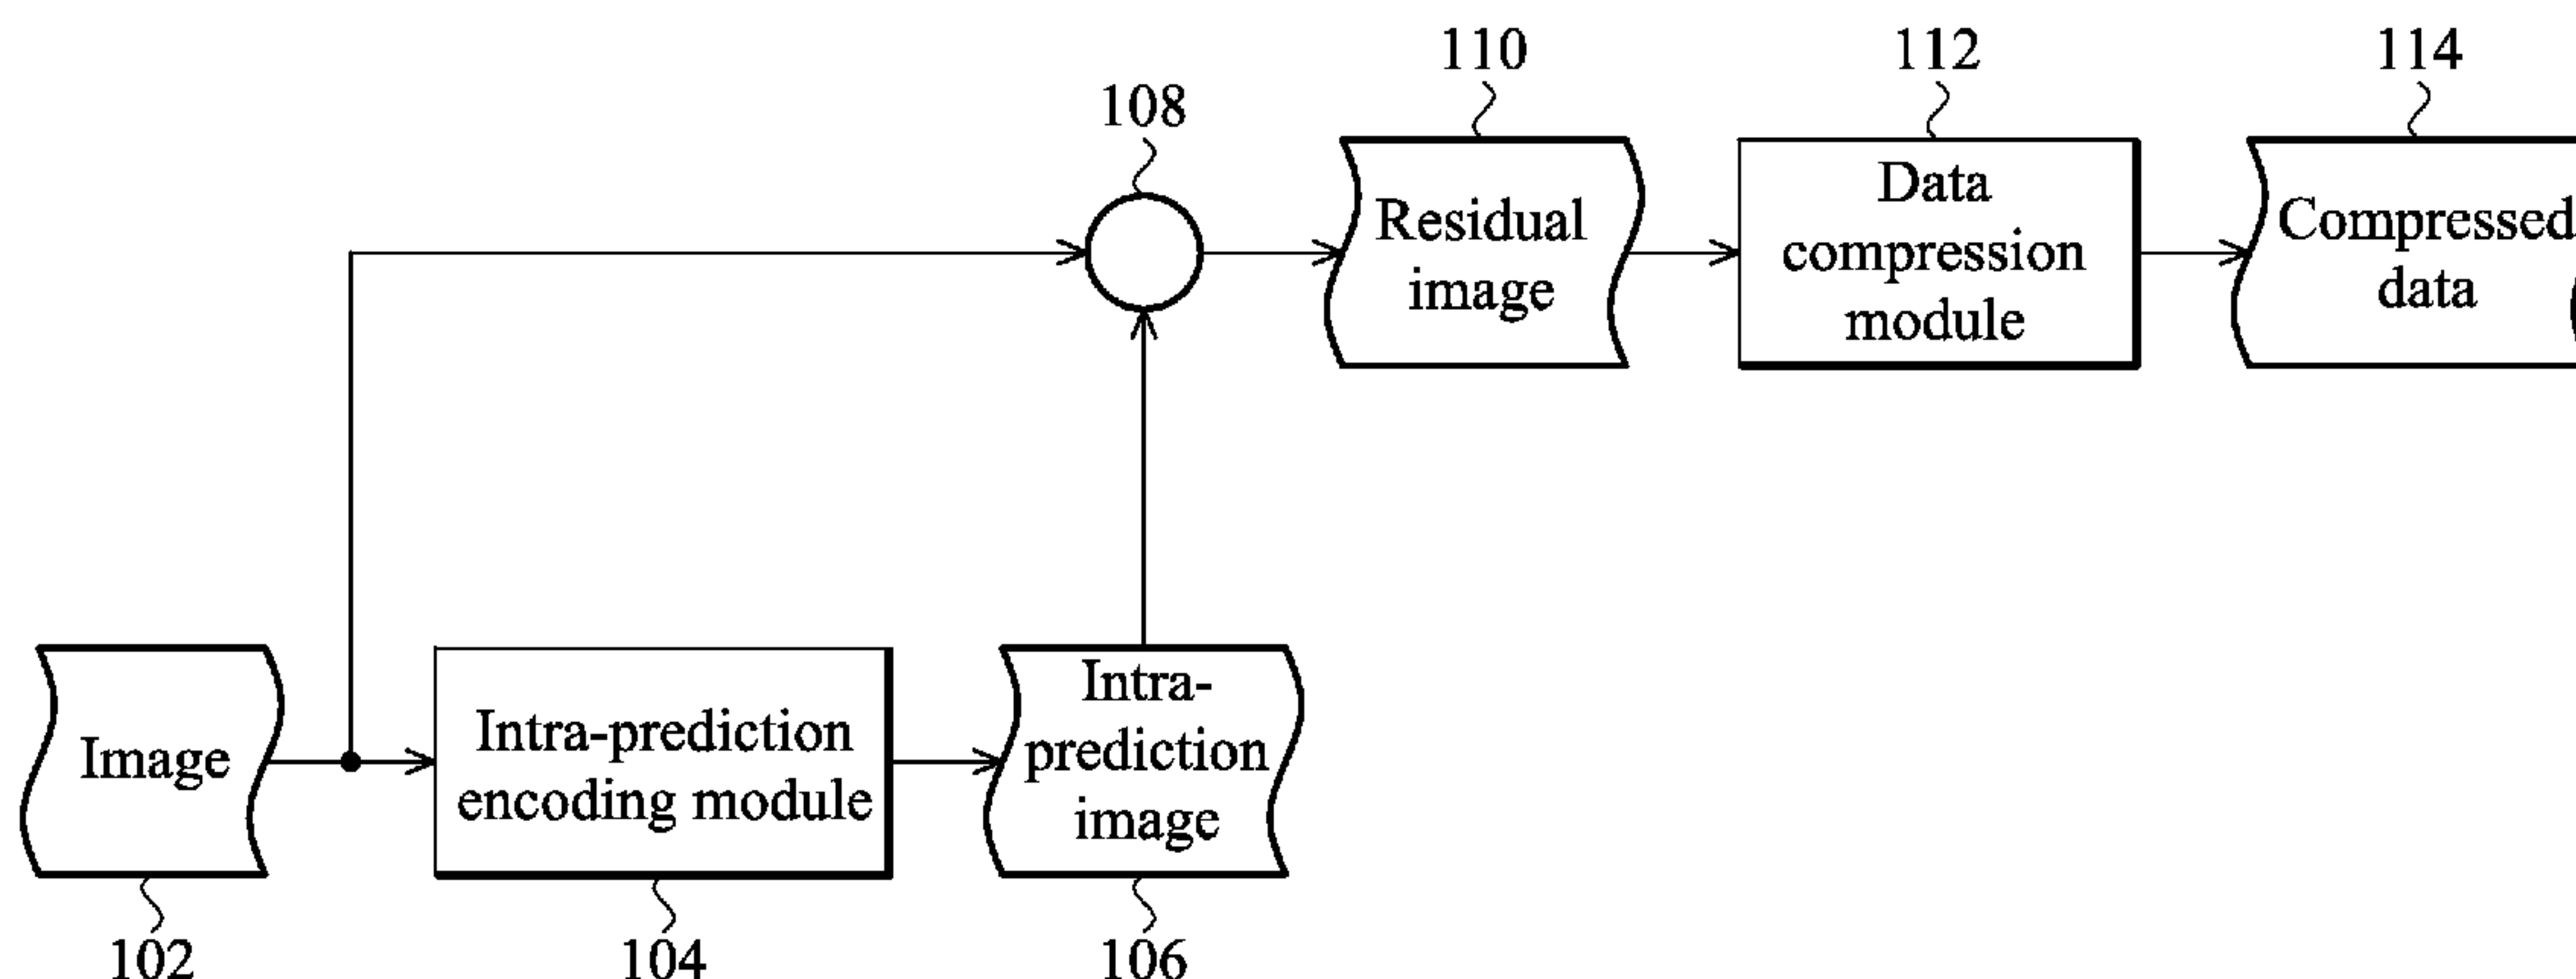 110
112
114
108
Residual
image
Data
compression
module
Compressed
data
Image
Intra-prediction
encoding module
Intra-
prediction
image
102
104
106